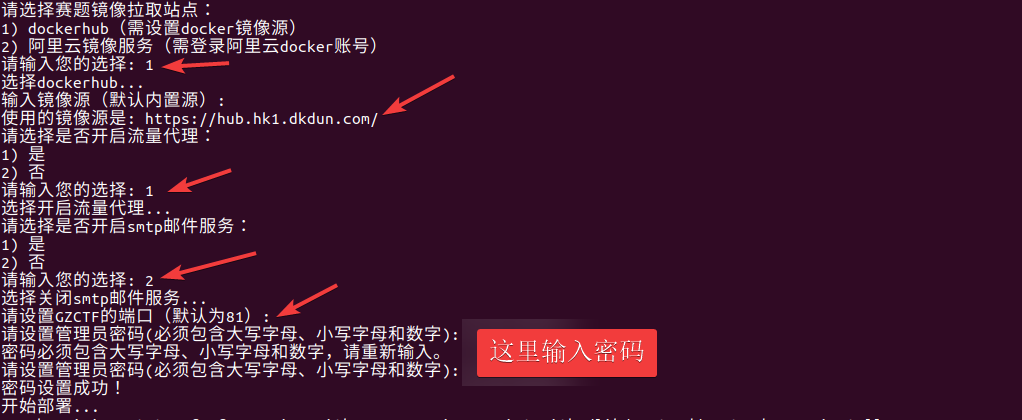 请选择赛题镜像拉取站点：
1) dockerhub（需设置docker镜像源）
2) 阿里云镜像服务（需登录阿里云docker账号）
请输入您的选择: 1
选择dockerhub...
输入镜像源（默认内置源）:
使用的镜像源是: https://hub.hk1.dkdun.com/
请选择是否开启流量代理：
1) 是
2) 否
请输入您的选择: 1
选择开启流量代理...
请选择是否开启smtp邮件服务：
1) 是
2) 否
请输入您的选择: 2
选择关闭smtp邮件服务...
请设置GZCTF的端口（默认为81）:
请设置管理员密码(必须包含大写字母、小写字母和数字):
密码必须包含大写字母、小写字母和数字，请重新输入。
请设置管理员密码(必须包含大写字母、小写字母和数字):
这里输入密码
密码设置成功！
开始部署...